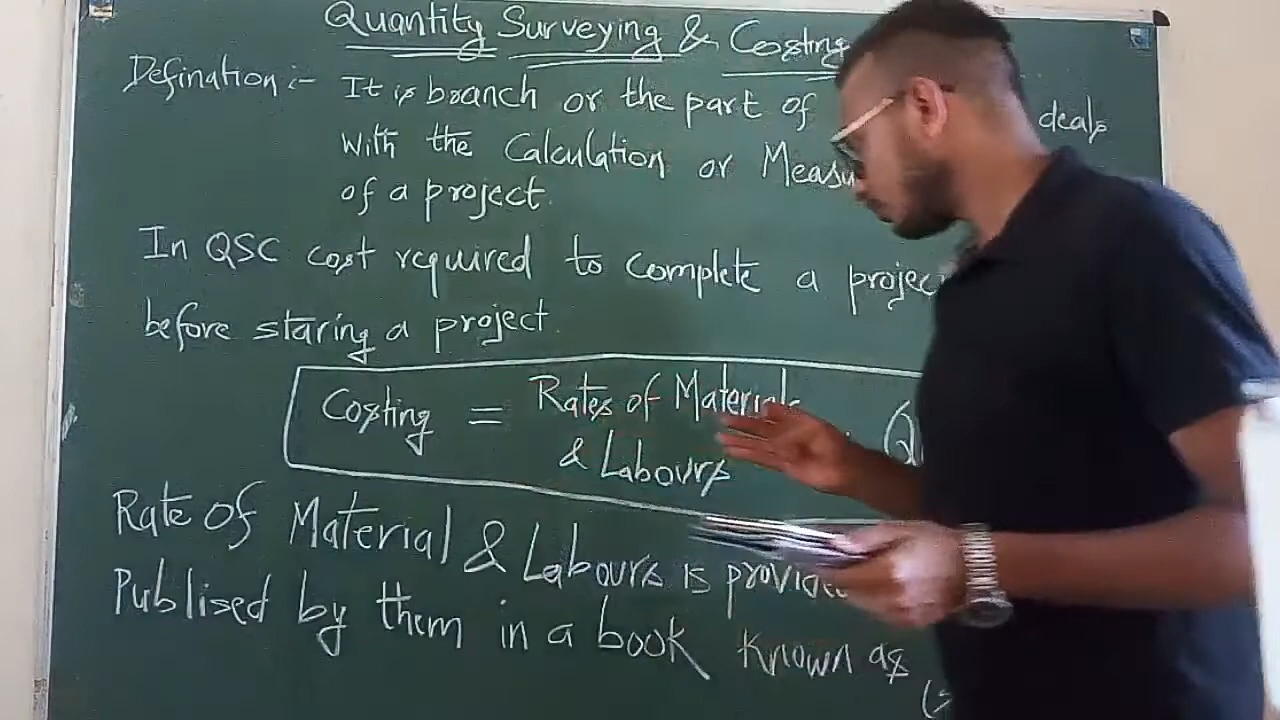 Quantity Surveying & Costing
Defination :- It is branch or the part of deals
with the Calculation or Measu
of a project.
In QSC cost required to complete a projec
before staring a project.
Costing = Rates of Materials
& Labours
Rate of Material & Labours is provide
Publised by them in a book known as